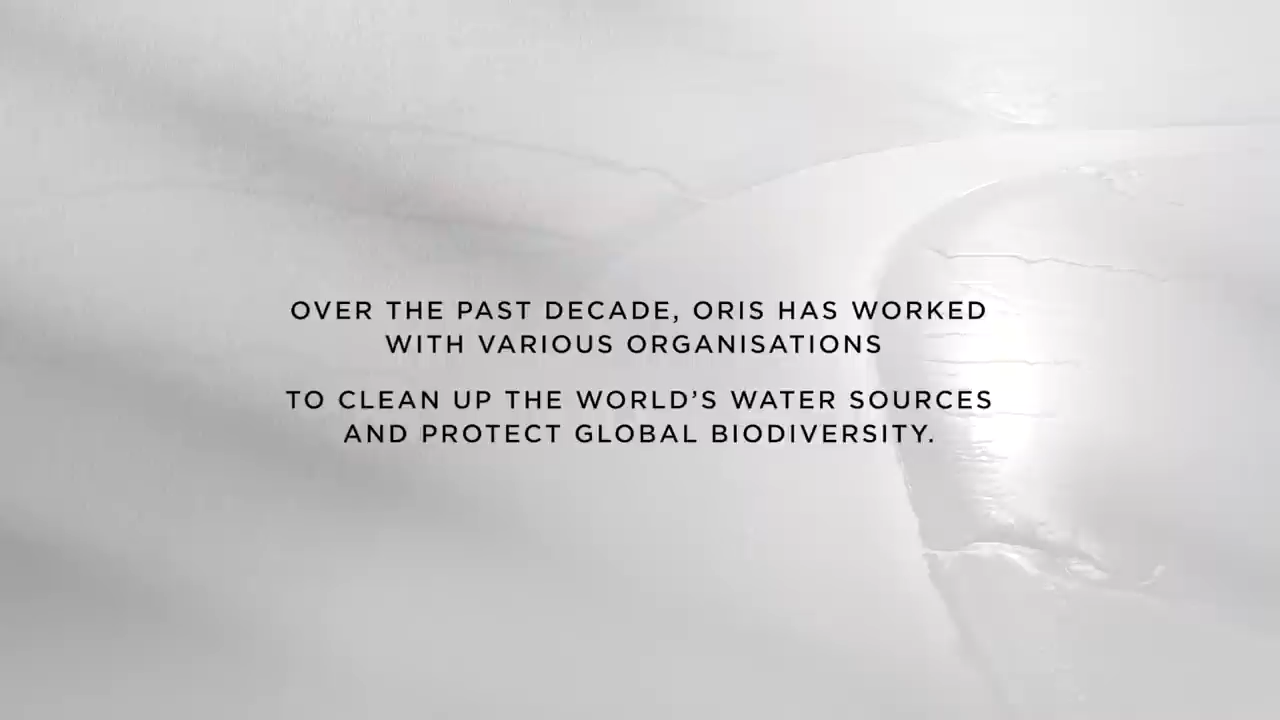 OVER THE PAST DECADE, ORIS HAS WORKED
WITH VARIOUS ORGANISATIONS
TO CLEAN UP THE WORLD’S WATER SOURCES
AND PROTECT GLOBAL BIODIVERSITY.